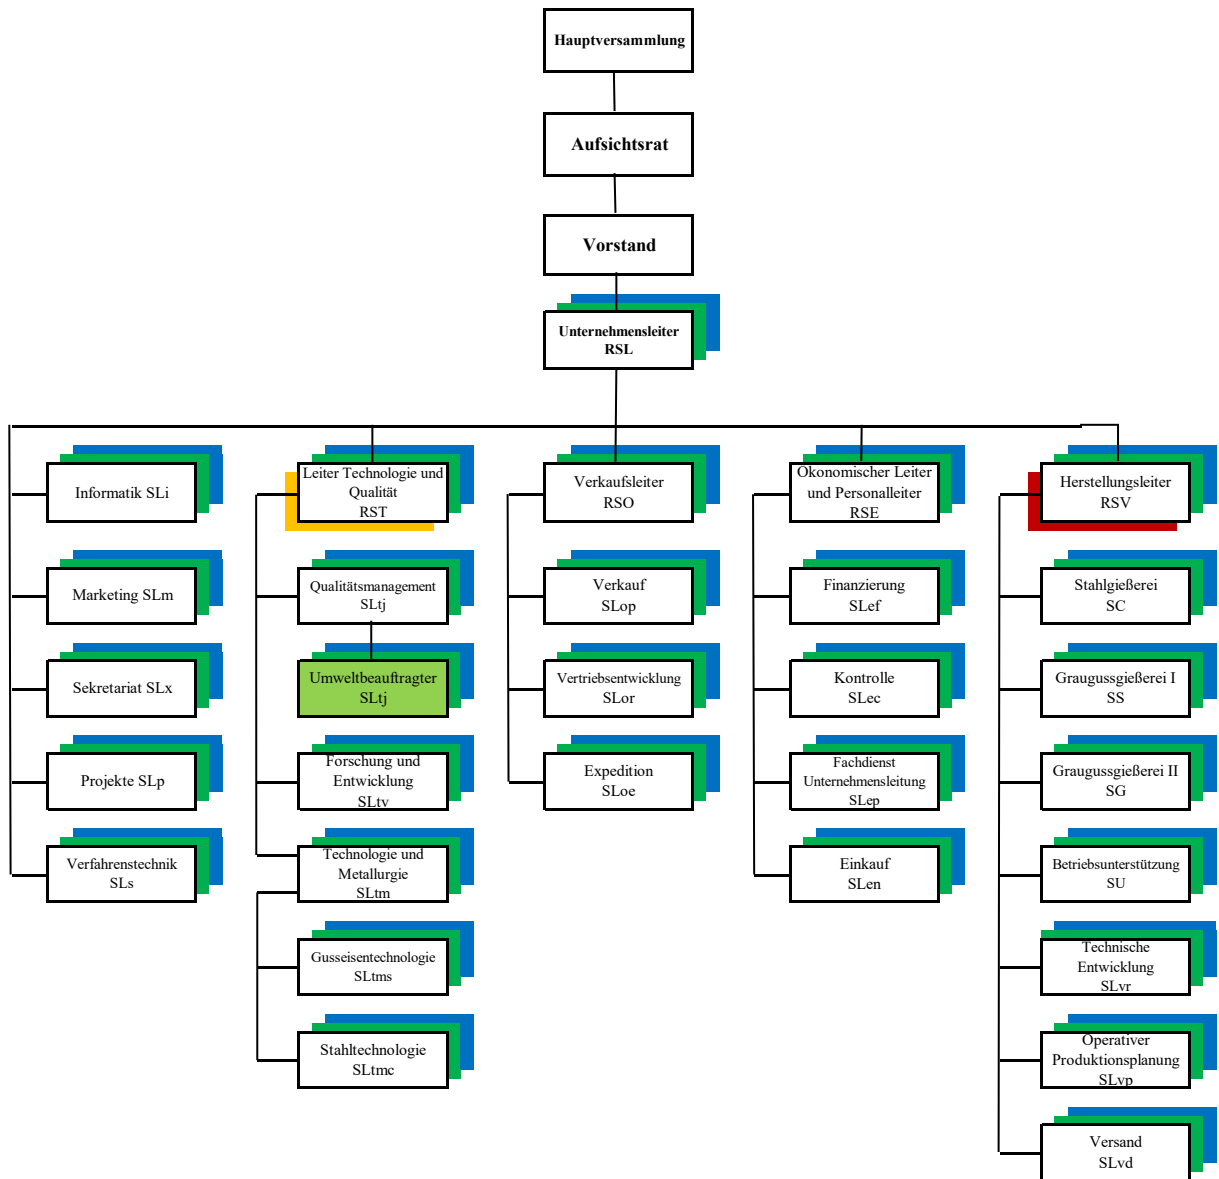 Hauptversammlung
Aufsichtsrat
Vorstand
Unternehmensleiter
RSL
Informatik SLi
Marketing SLm
Sekretariat SLx
Projekte SLp
Verfahrenstechnik
SLs
Leiter Technologie und
Qualität
RST
Qualitätsmanagement
SLtj
Umweltbeauftragter
SLtj
Forschung und
Entwicklung
SLtv
Technologie und
Metallurgie
SLtm
Gusseisentechnologie
SLtms
Stahltechnologie
SLtmc
Verkaufsleiter
RSO
Verkauf
SLop
Vertriebsentwicklung
SLor
Expedition
SLoe
Ökonomischer Leiter
und Personalleiter
RSE
Finanzierung
SLef
Kontrolle
SLec
Fachdienst
Unternehmensleitung
SLep
Einkauf
SLen
Herstellungsleiter
RSV
Stahlgießerei
SC
Graugussgießerei I
SS
Graugussgießerei II
SG
Betriebsunterstützung
SU
Technische
Entwicklung
SLvr
Operativer
Produktionsplanung
SLvp
Versand
SLvd